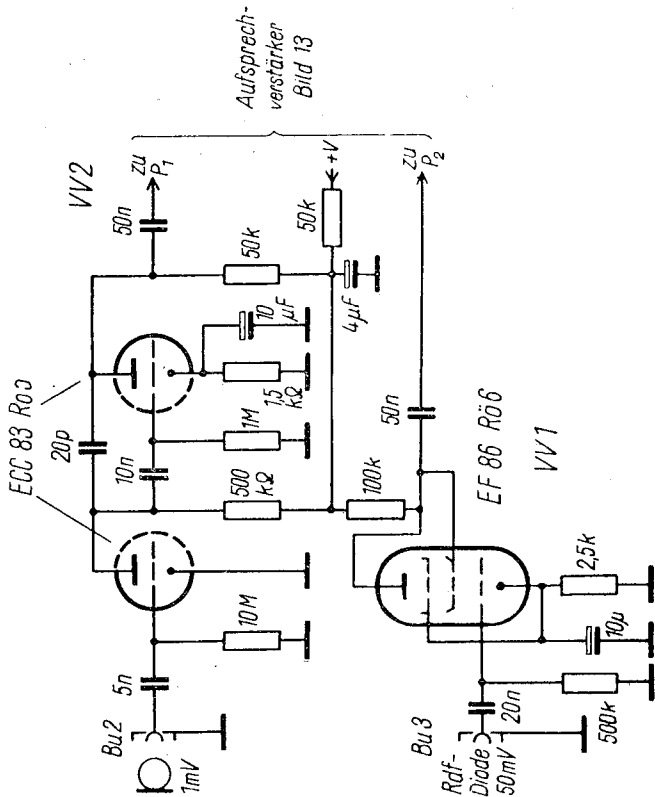 Aufsprech-
verstärker
Bild 13
VV2
zu
P₁
50n
50k
+V
50k
4µF
zu
P₂
ECC 83 Rö5
20p
10n
10
µF
1,5
kΩ
1M
500
kΩ
100k
50n
EF 86 Rö6
VV1
5n
10M
Bu2
1mV
2,5k
10µ
20n
500k
Bu3
Rdf-
Diode
50mV